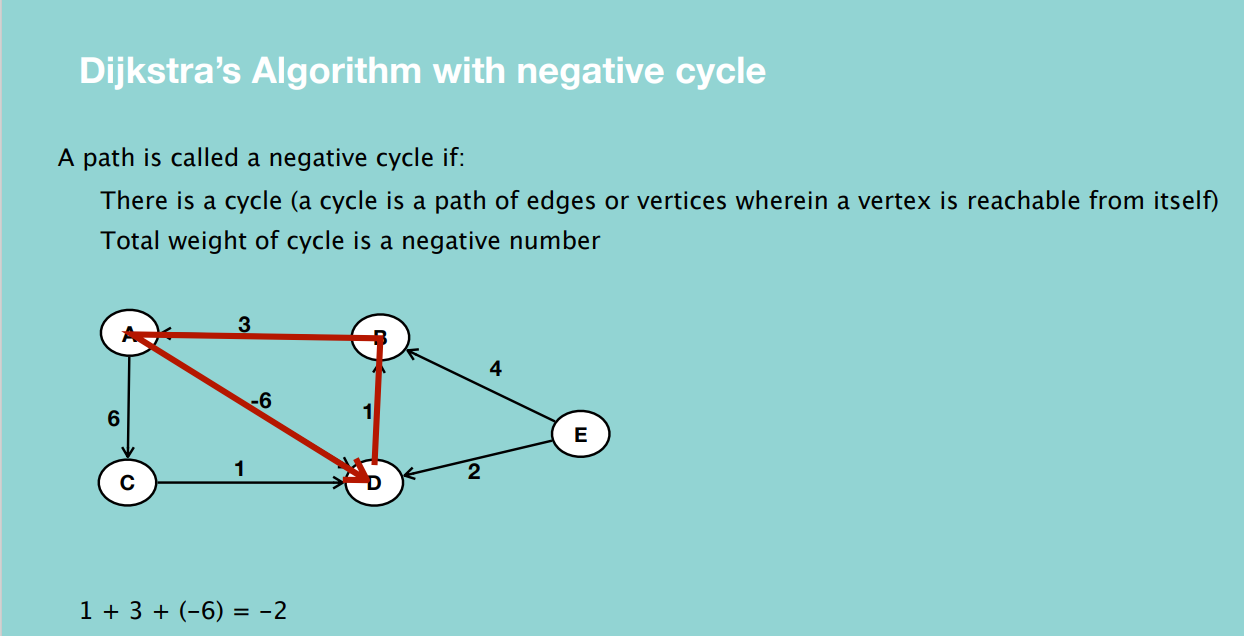 Dijkstra’s Algorithm with negative cycle
A path is called a negative cycle if:
There is a cycle (a cycle is a path of edges or vertices wherein a vertex is reachable from itself)
Total weight of cycle is a negative number
A
3
B
4
-6
1
6
E
1
2
C
D
1 + 3 + (-6) = -2